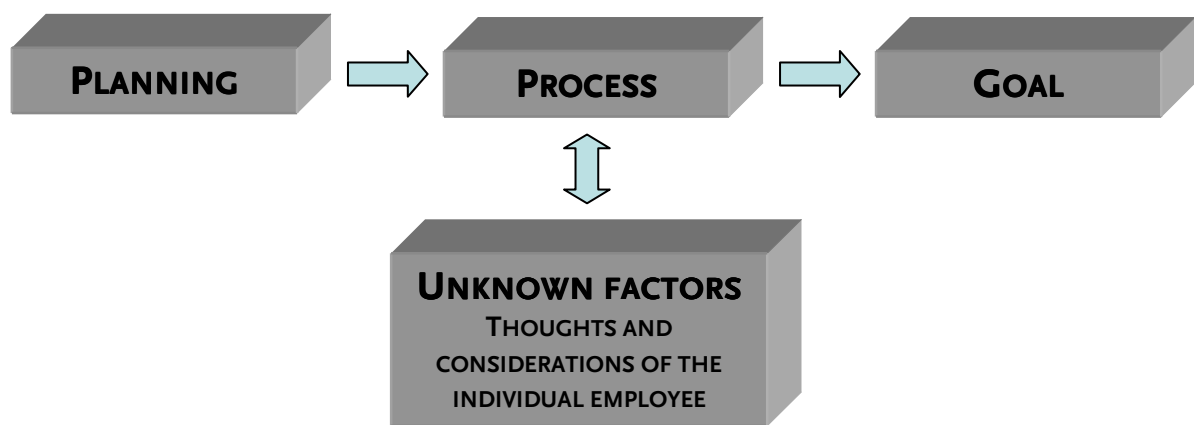 PLANNING
PROCESS
GOAL
UNKNOWN FACTORS
THOUGHTS AND
CONSIDERATIONS OF THE
INDIVIDUAL EMPLOYEE